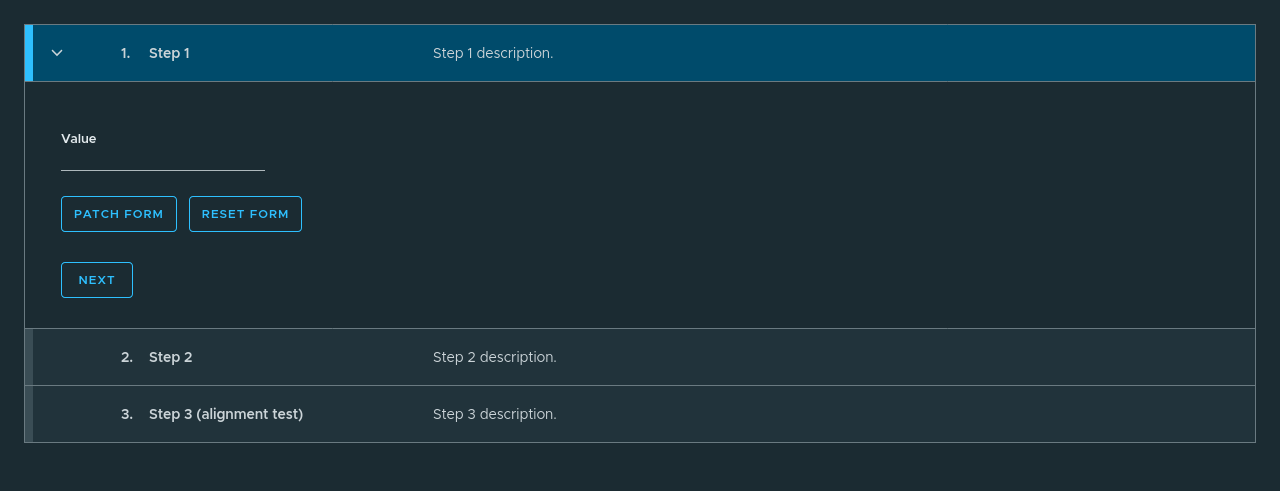 1. Step 1 Step 1 description.
Value
PATCH FORM RESET FORM
NEXT
2. Step 2 Step 2 description.
3. Step 3 (alignment test) Step 3 description.